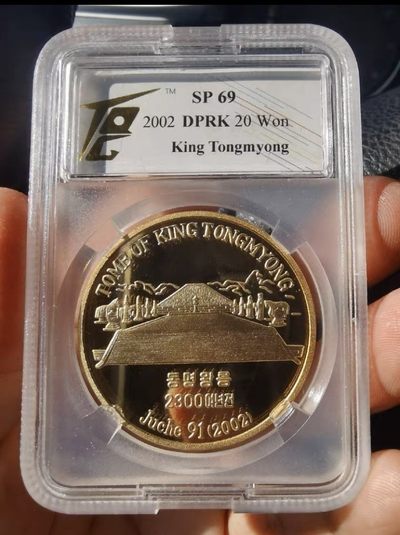 TM
SP 69
2002 DPRK 20 Won
King Tongmyong
TOMB OF KING TONGMYONG
동명왕릉
2300여년전
Juche 91 (2002)